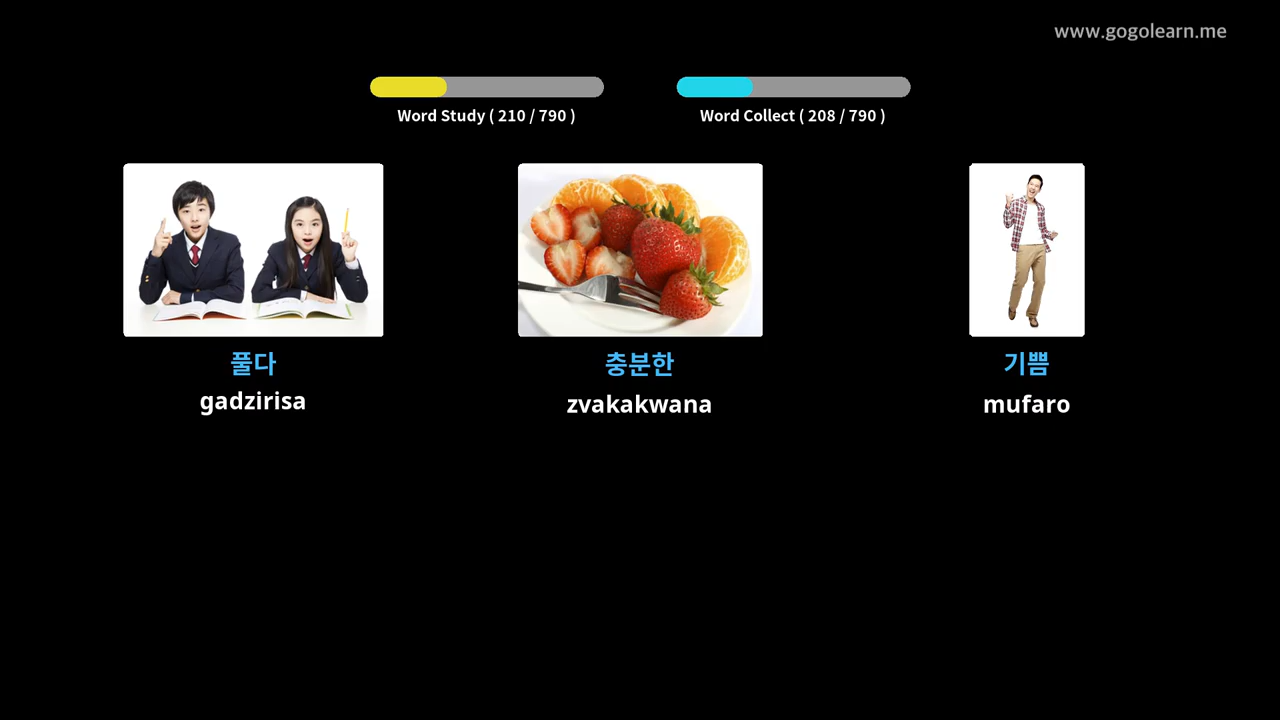 www.gogolearn.me
Word Study ( 210 / 790 )
Word Collect ( 208 / 790 )
풀다
gadzirisa
충분한
zvakakwana
기쁨
mufaro